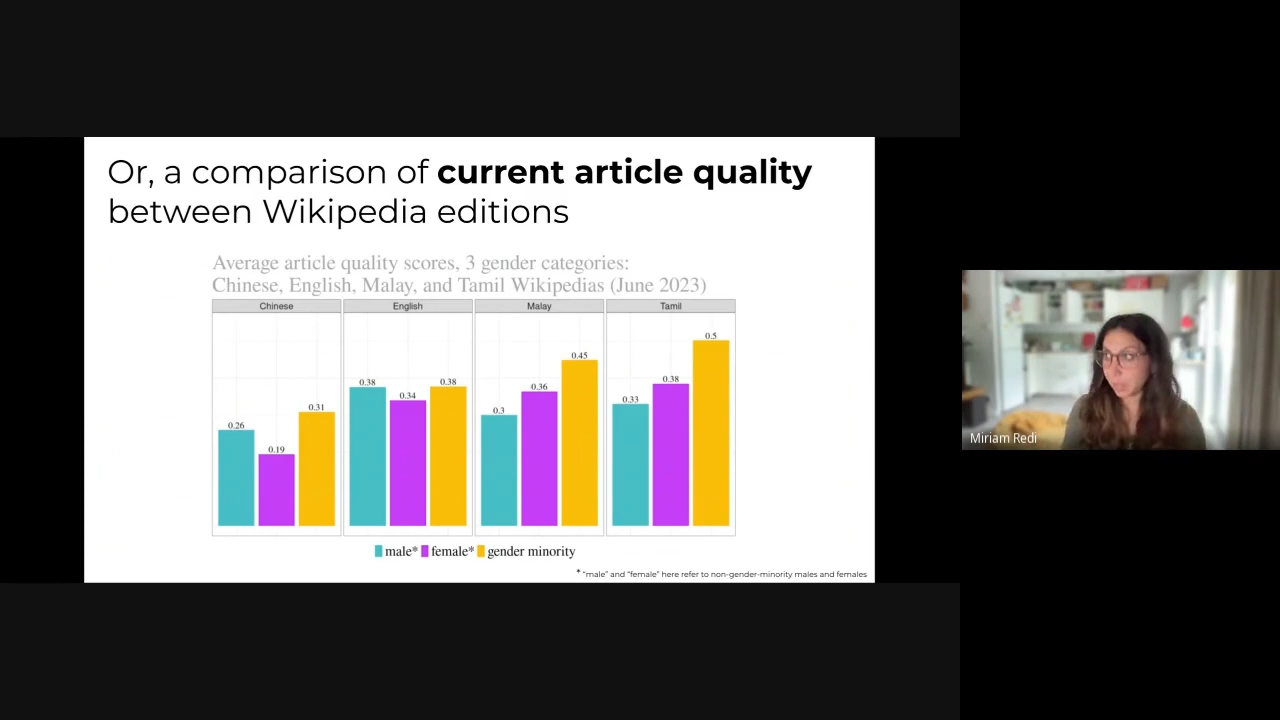 Or, a comparison of current article quality
between Wikipedia editions
Average article quality scores, 3 gender categories:
Chinese, English, Malay, and Tamil Wikipedias (June 2023)
Chinese
English
Malay
Tamil
0.26
0.19
0.31
0.38
0.34
0.38
0.3
0.36
0.45
0.33
0.38
0.5
male* female* gender minority
* "male" and "female" here refer to non-gender-minority males and females
Miriam Redi